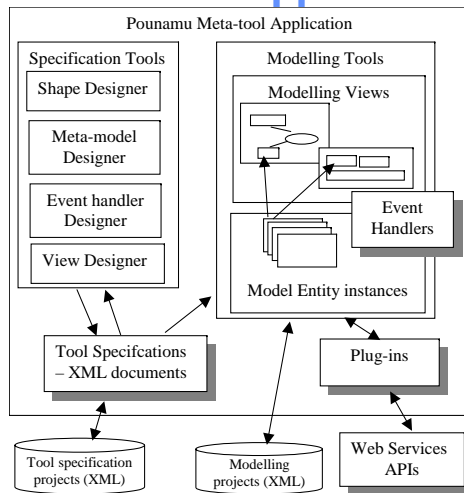 Pounamu Meta-tool Application
Specification Tools
Shape Designer
Meta-model
Designer
Event handler
Designer
View Designer
Modelling Tools
Modelling Views
Event
Handlers
Model Entity instances
Tool Specifcations
– XML documents
Plug-ins
Tool specification
projects (XML)
Modelling
projects (XML)
Web Services
APIs